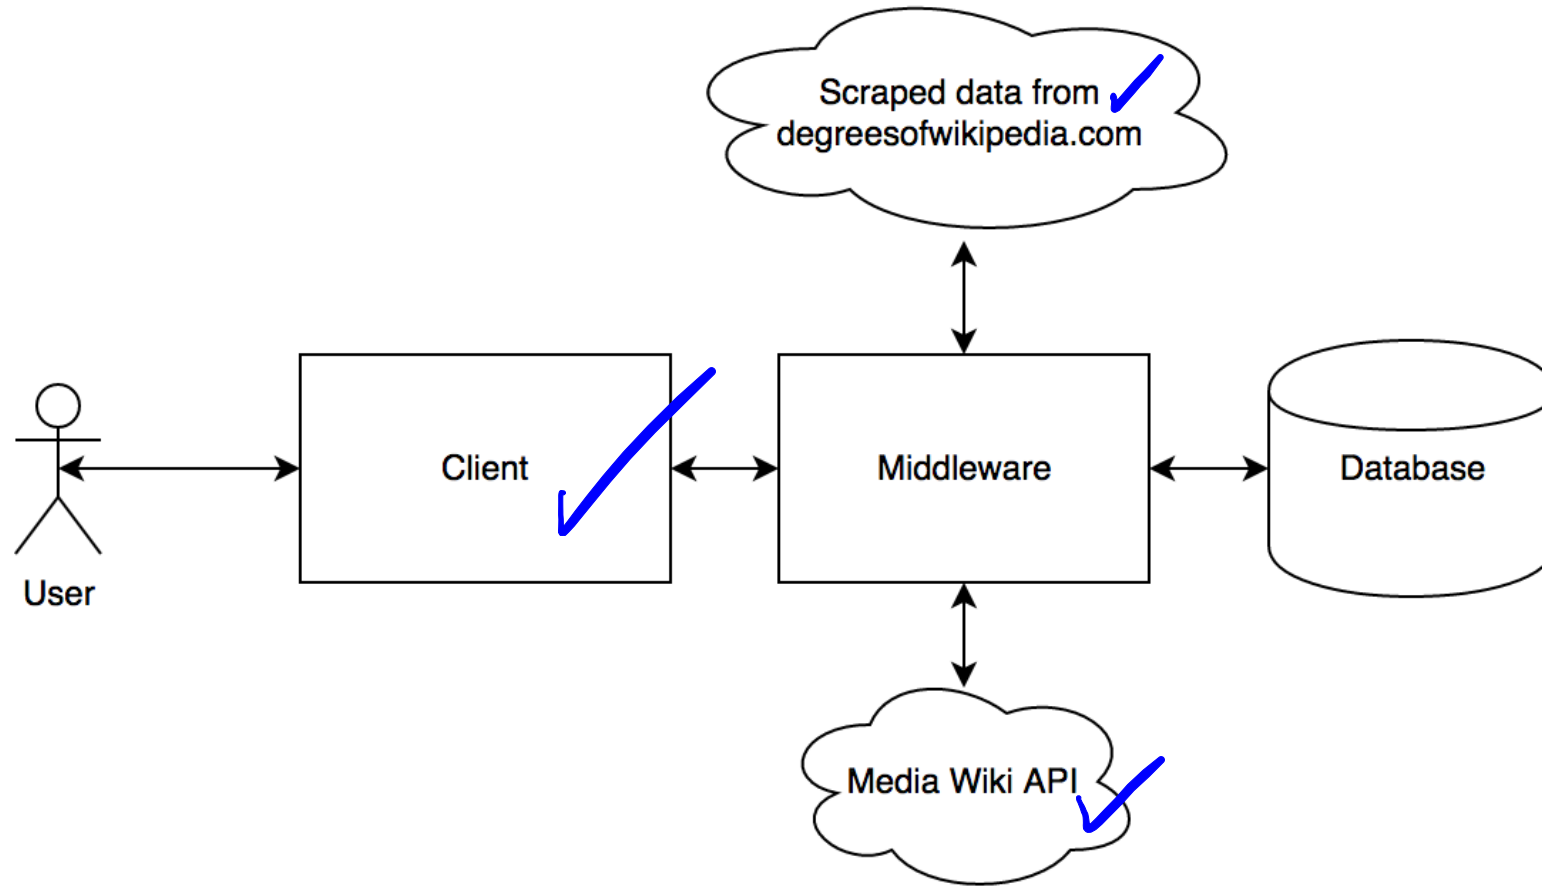 Scraped data from
degreesofwikipedia.com
Client
Middleware
Database
User
Media Wiki API